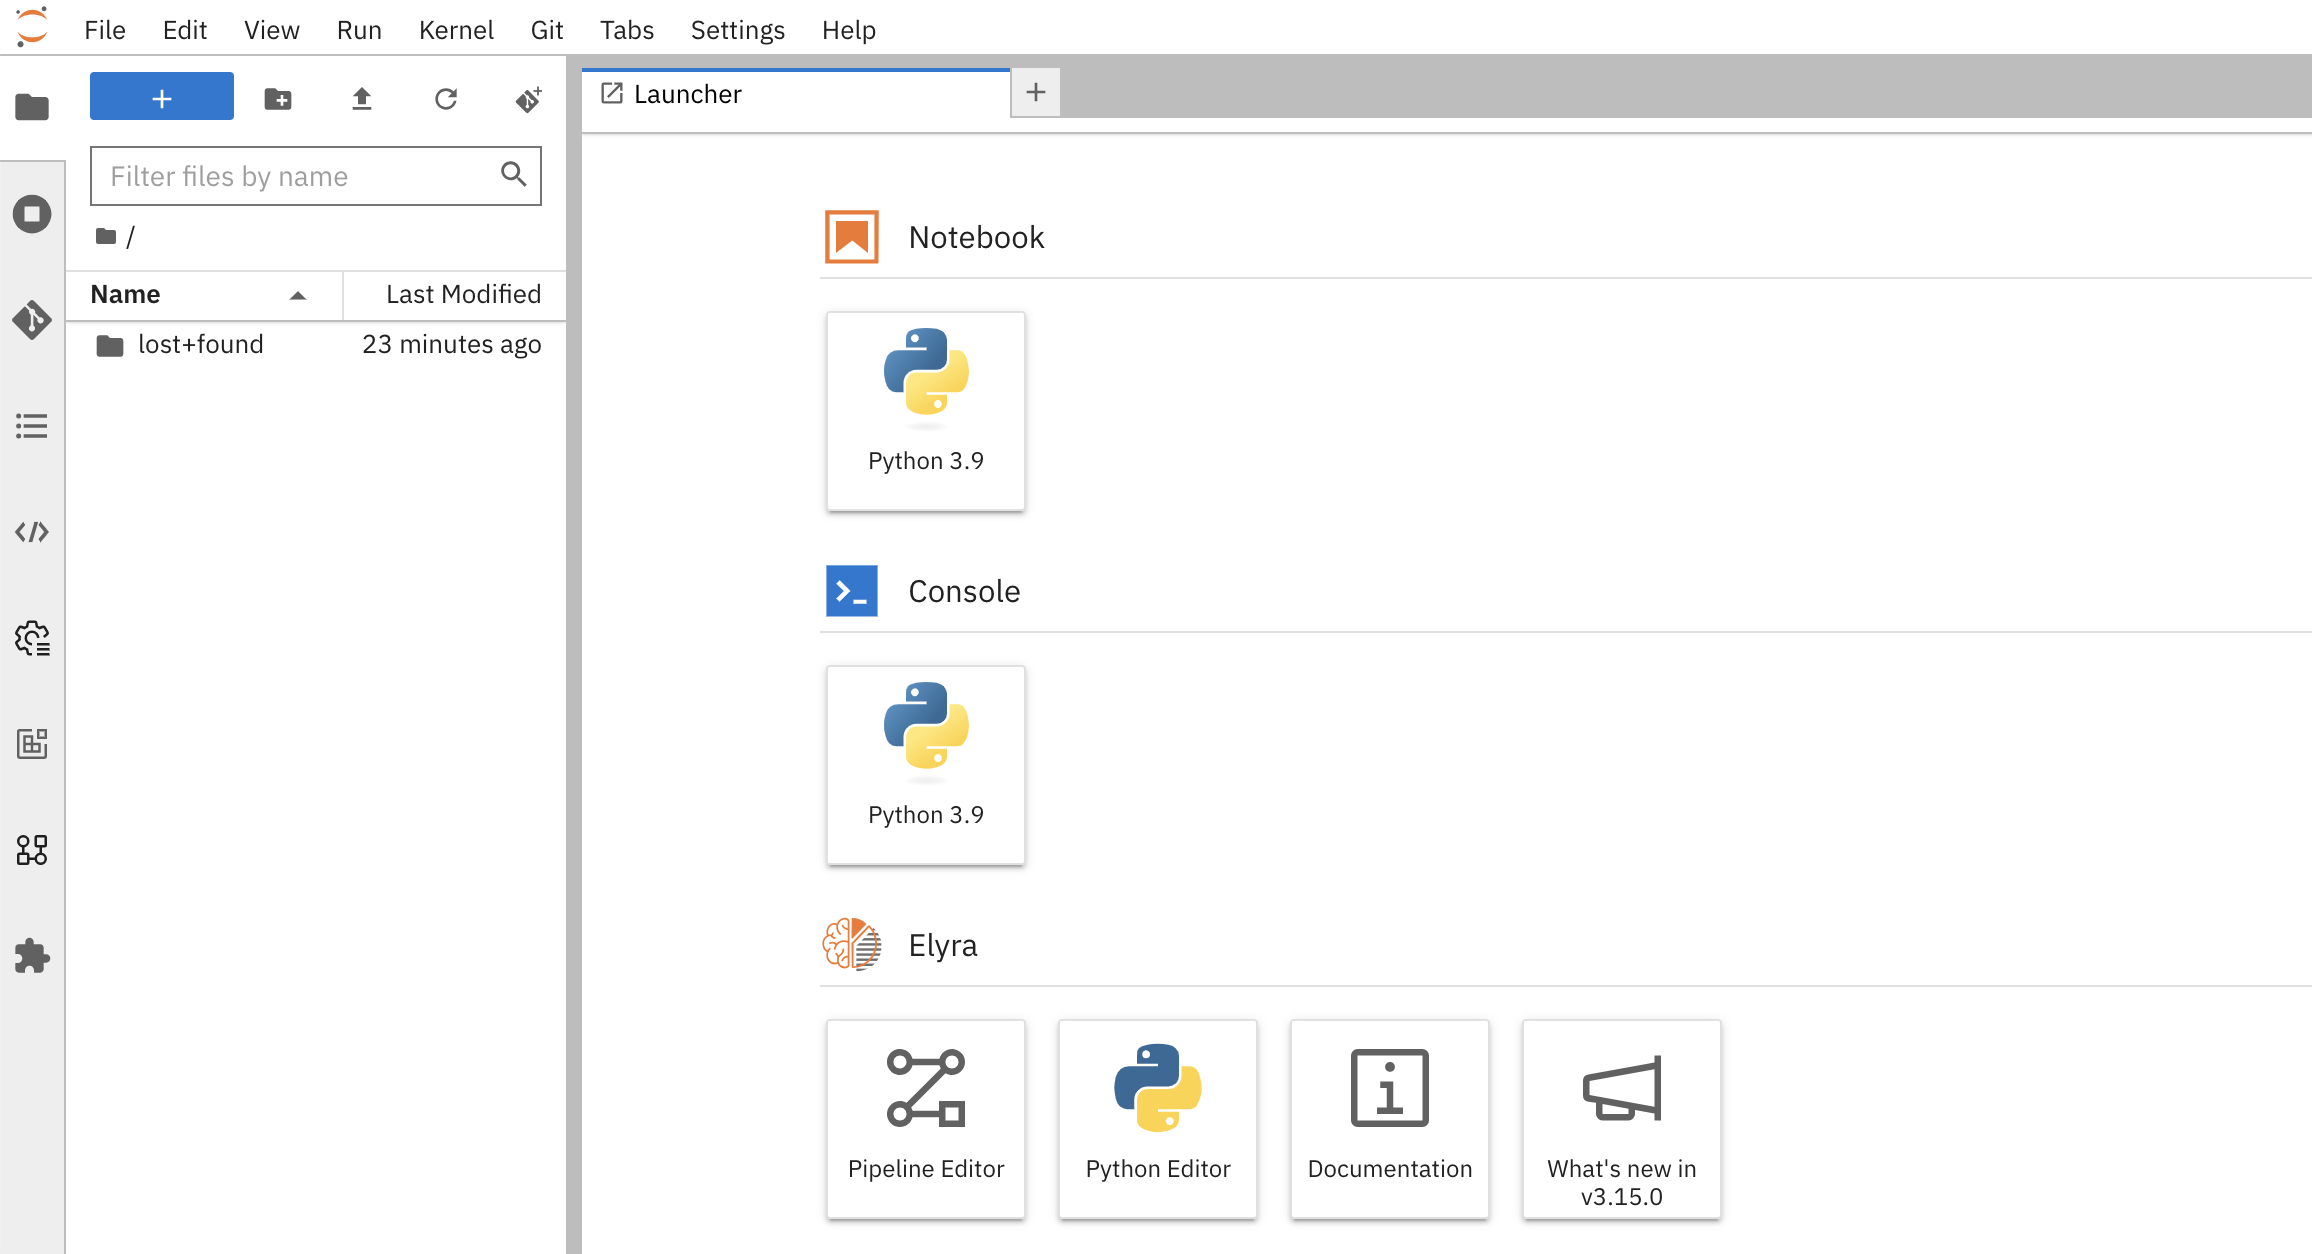 File Edit View Run Kernel Git Tabs Settings Help
Launcher
Filter files by name
/
Name Last Modified
lost+found 23 minutes ago
Notebook
Python 3.9
Console
Python 3.9
Elyra
Pipeline Editor
Python Editor
Documentation
What's new in
v3.15.0